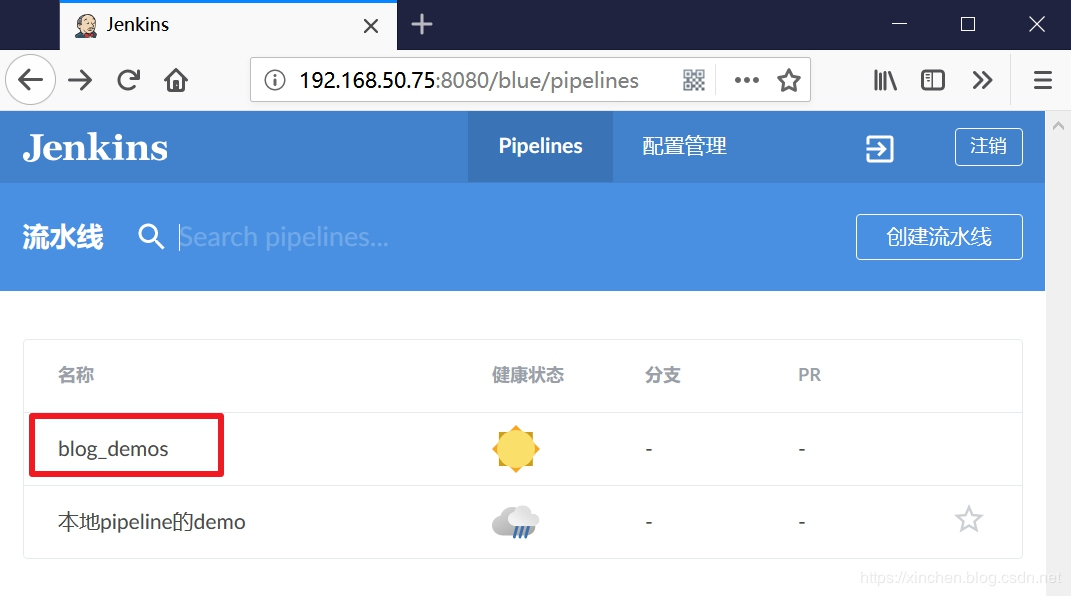 Jenkins
192.168.50.75:8080/blue/pipelines
Jenkins Pipelines 配置管理 注销
流水线 Search pipelines... 创建流水线
名称 健康状态 分支 PR
blog_demos - -
本地pipeline的demo - -
https://xinchen.blog.csdn.net